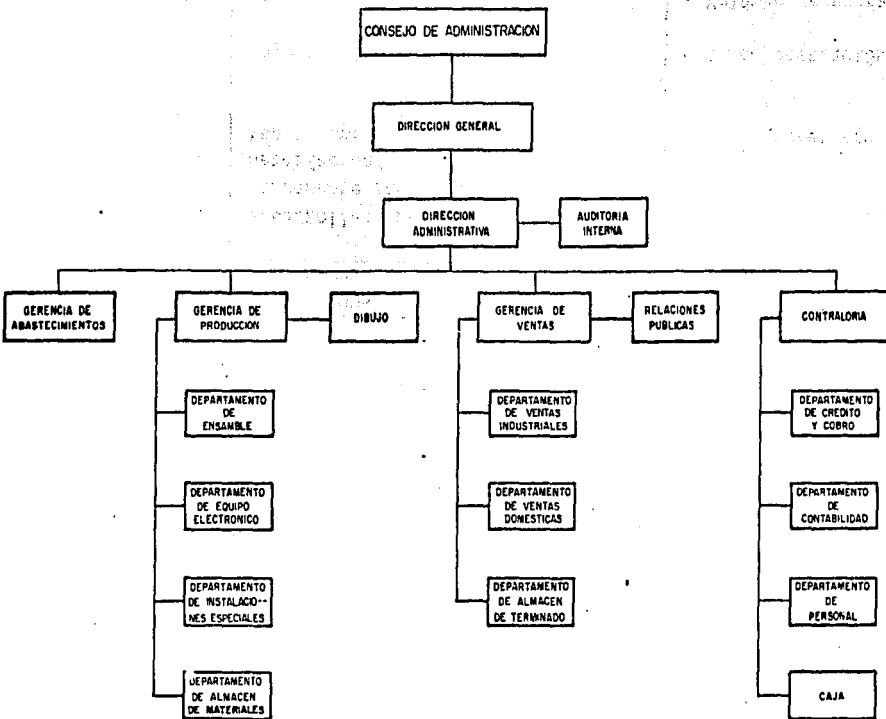 CONSEJO DE ADMINISTRACION
DIRECCION GENERAL
DIRECCION
ADMINISTRATIVA
AUDITORIA
INTERNA
GERENCIA DE
ABASTECIMIENTOS
GERENCIA DE
PRODUCCION
DIBUJO
GERENCIA DE
VENTAS
RELACIONES
PUBLICAS
CONTRALORIA
DEPARTAMENTO
DE
ENSAMBLE
DEPARTAMENTO
DE VENTAS
INDUSTRIALES
DEPARTAMENTO
DE CREDITO
Y COBRO
DEPARTAMENTO
DE EQUIPO
ELECTRONICO
DEPARTAMENTO
DE VENTAS
DOMESTICAS
DEPARTAMENTO
DE
CONTABILIDAD
DEPARTAMENTO
DE INSTALACIO--
NES ESPECIALES
DEPARTAMENTO
DE ALMACEN
DE TERMINADO
DEPARTAMENTO
DE
PERSONAL
DEPARTAMENTO
DE ALMACEN
DE MATERIALES
CAJA